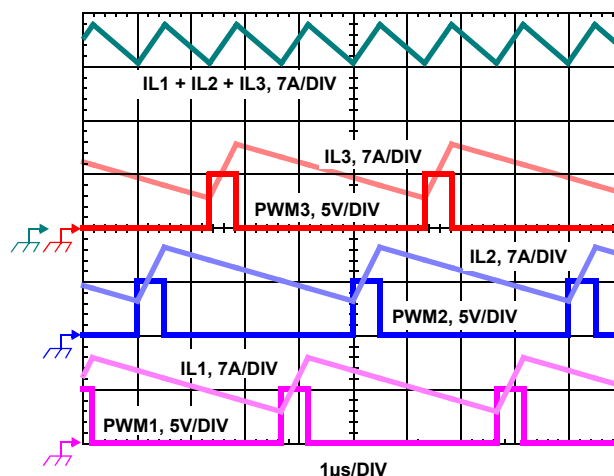 IL1 + IL2 + IL3, 7A/DIV
IL3, 7A/DIV
PWM3, 5V/DIV
IL2, 7A/DIV
PWM2, 5V/DIV
IL1, 7A/DIV
PWM1, 5V/DIV
1µs/DIV